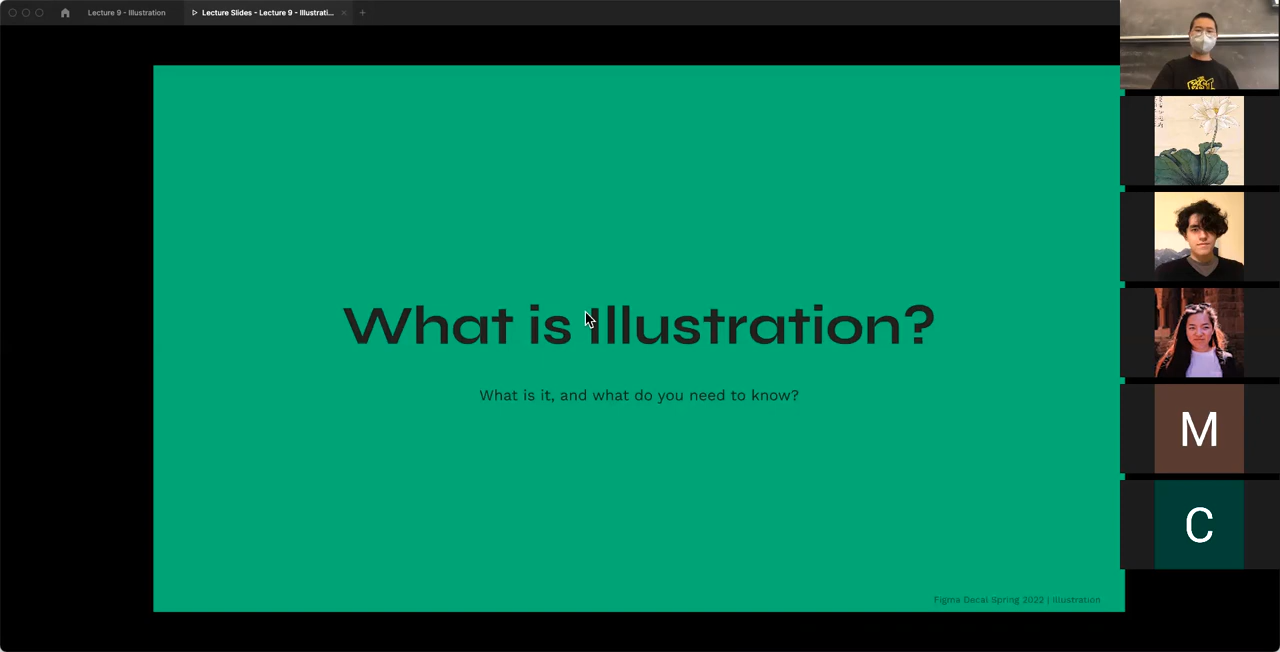 Lecture 9 - Illustration
Lecture Slides - Lecture 9 - Illustrati...
What is Illustration?
What is it, and what do you need to know?
Figma Decal Spring 2022 | Illustration
M
C